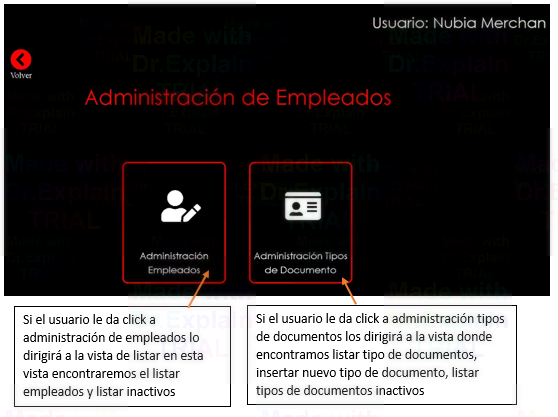 Usuario: Nubia Merchan
Volver
Administración de Empleados
Administración
Empleados
Administración Tipos
de Documento
Si el usuario le da click a
administración de empleados lo
dirigirá a la vista de listar en esta
vista encontraremos el listar
empleados y listar inactivos
Si el usuario le da click a administración tipos
de documentos los dirigirá a la vista donde
encontramos listar tipo de documentos,
insertar nuevo tipo de documento, listar
tipos de documentos inactivos
Made with
Dr.Explain
TRIAL